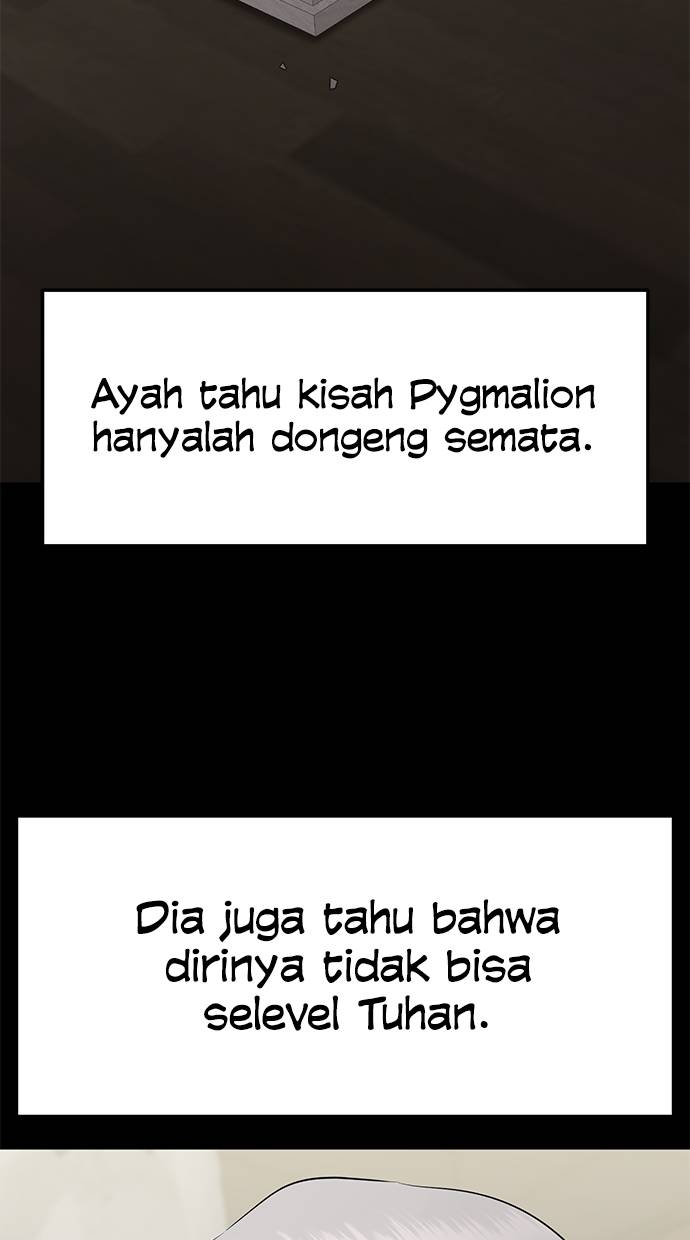 Ayah tahu kisah Pygmalion
hanyalah dongeng semata.
Dia juga tahu bahwa
dirinya tidak bisa
selevel Tuhan.